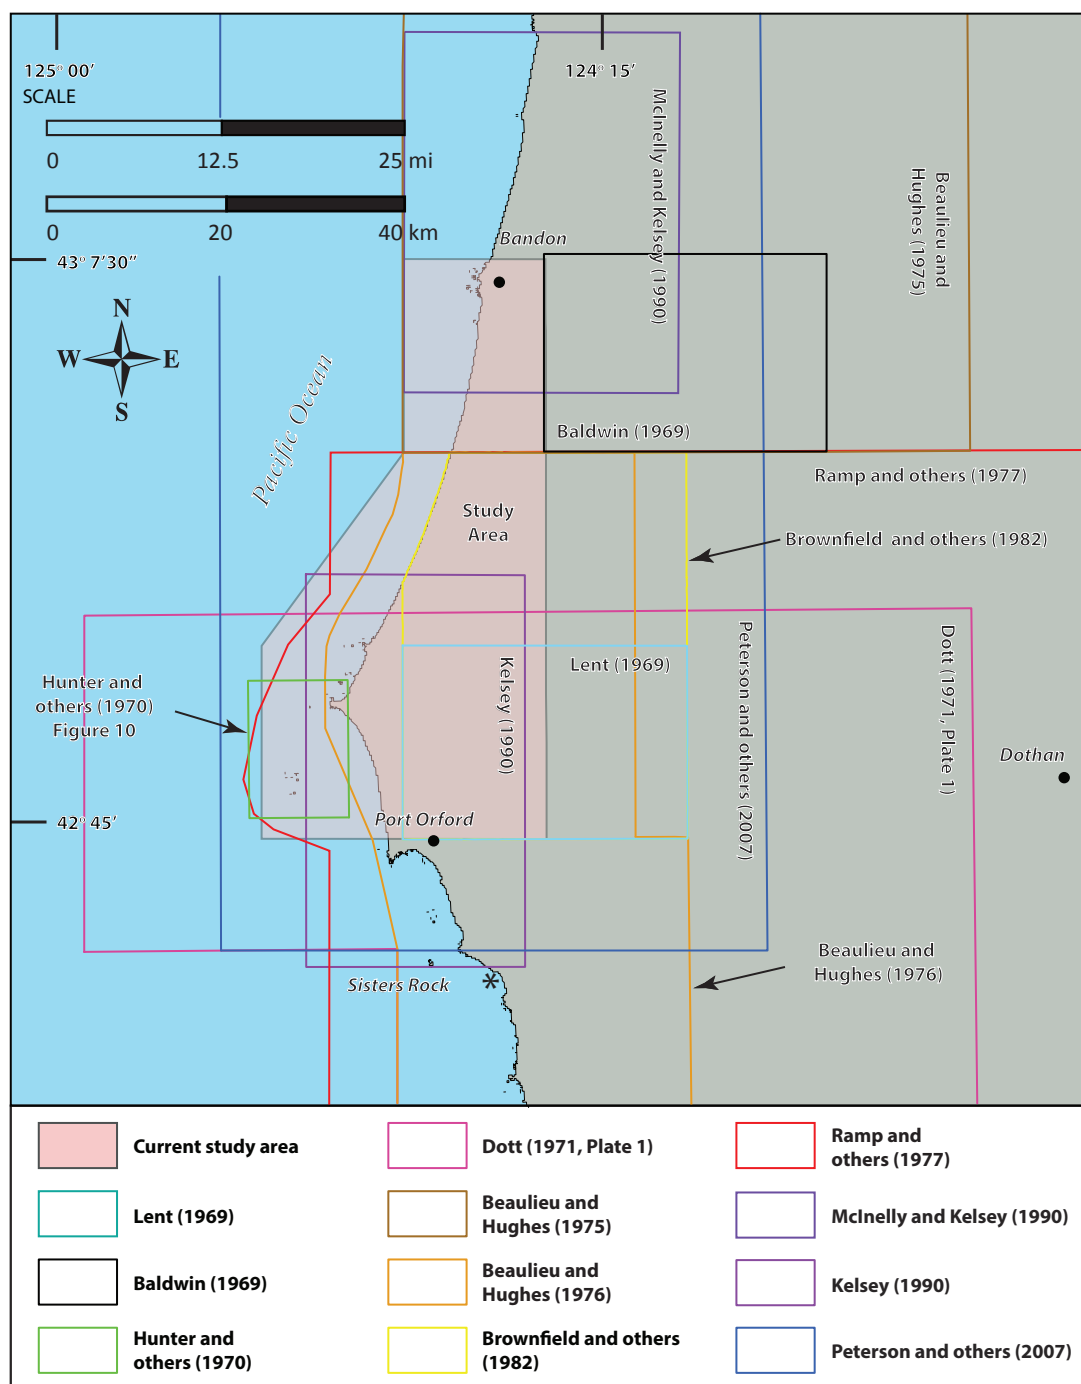 125° 00′
124° 15′
SCALE
0
12.5
25 mi
0
20
40 km
McInelly and Kelsey (1990)
Beaulieu and
Hughes (1975)
Bandon
43° 7′30″
N
W
E
S
Pacific Ocean
Baldwin (1969)
Ramp and others (1977)
Study
Area
Brownfield and others (1982)
Lent (1969)
Kelsey (1990)
Peterson and others (2007)
Dott (1971, Plate 1)
Hunter and
others (1970)
Figure 10
Dothan
Port Orford
42° 45′
Beaulieu and
Hughes (1976)
Sisters Rock
*
Current study area
Dott (1971, Plate 1)
Ramp and
others (1977)
Lent (1969)
Beaulieu and
Hughes (1975)
McInelly and Kelsey (1990)
Baldwin (1969)
Beaulieu and
Hughes (1976)
Kelsey (1990)
Hunter and
others (1970)
Brownfield and others
(1982)
Peterson and others (2007)